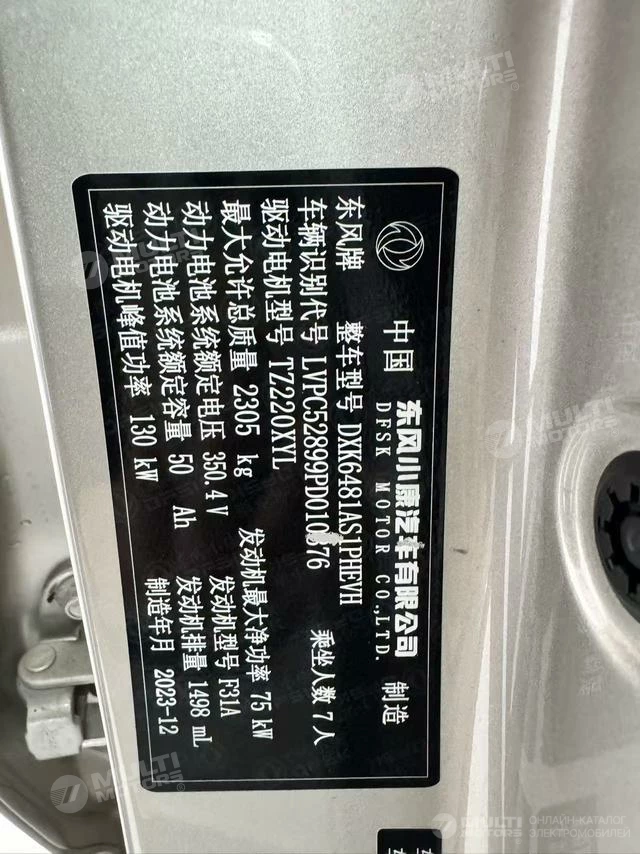 中国 东风小康汽车有限公司 制造
DFSK MOTOR CO.,LTD.
东风牌 整车型号 DXK6481AS1PHEVH
车辆识别代号 乘坐人数 7人
驱动电机型号 TZ220XYL
最大允许总质量 2305 kg 发动机最大净功率 75 kW
动力电池系统额定电压 350.4V 发动机型号 F31A
动力电池系统额定容量 50 Ah 发动机排量 1498 mL
驱动电机峰值功率 130 kW 制造年月 2023-12
MULTI MOTORS®
ОНЛАЙН-КАТАЛОГ
ЭЛЕКТРОМОБИЛЕЙ